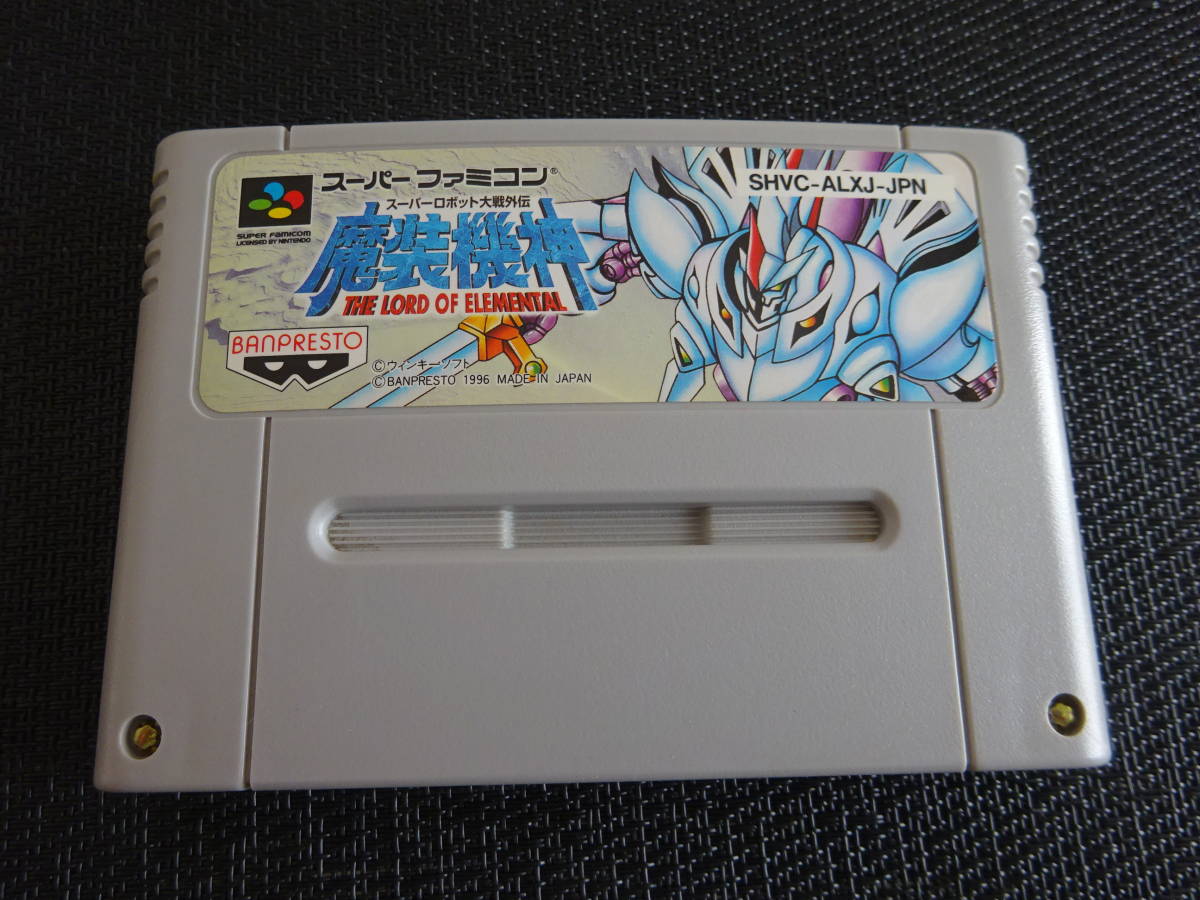 スーパーファミコン®
SHVC-ALXJ-JPN
SUPER FAMICOM
LICENSED BY NINTENDO
スーパーロボット大戦外伝
魔装機神
THE LORD OF ELEMENTAL
BANPRESTO
©ウィンキーソフト
©BANPRESTO 1996 MADE IN JAPAN